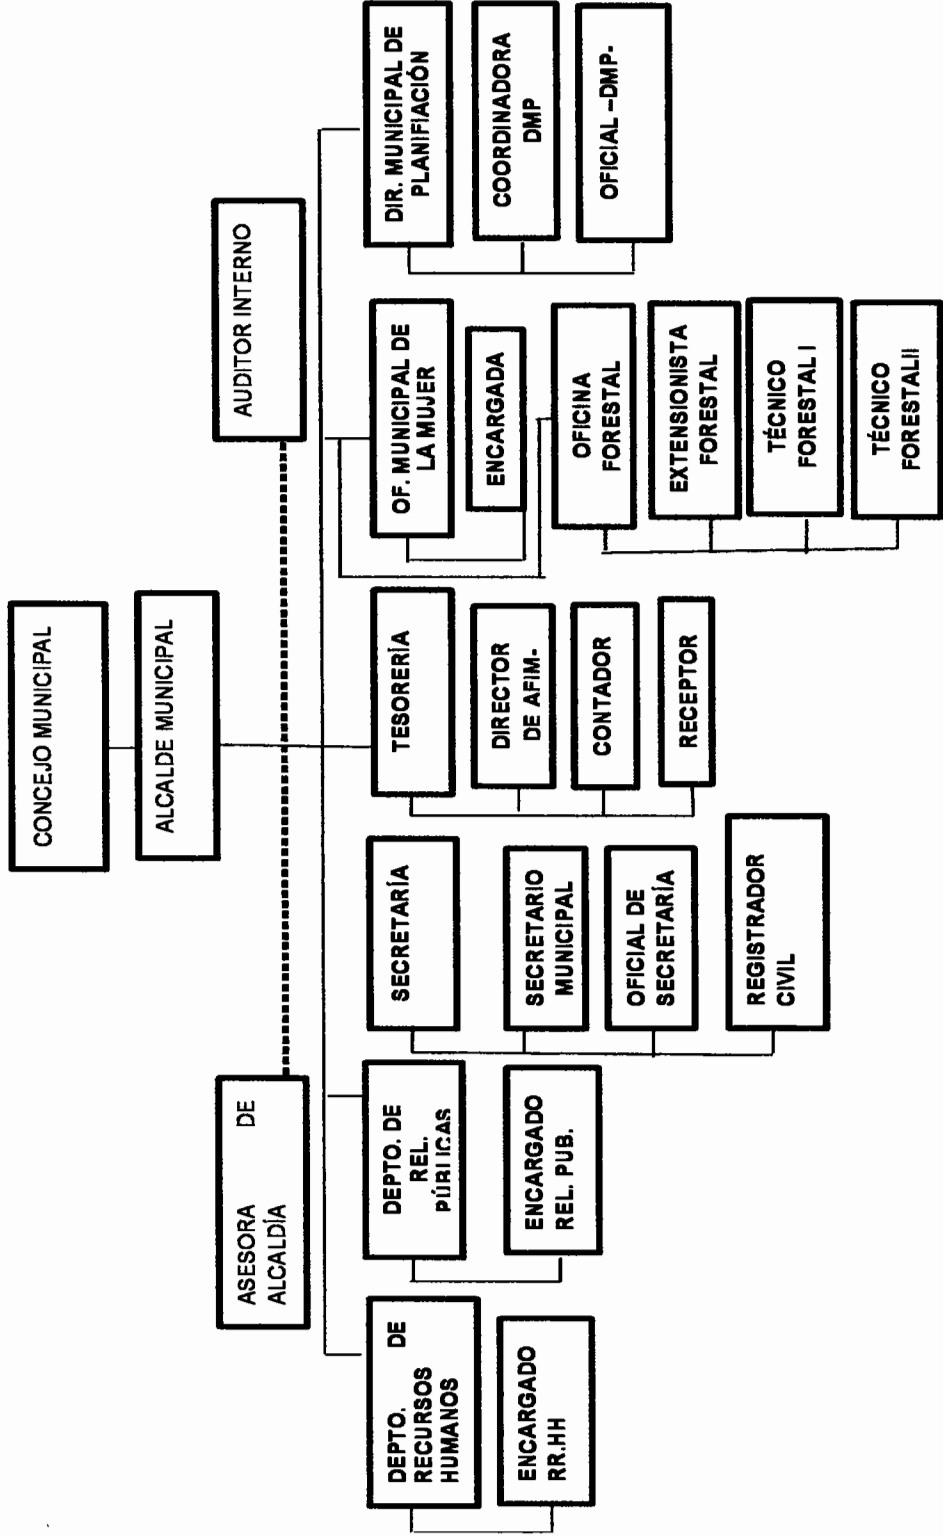 CONCEJO MUNICIPAL
ALCALDE MUNICIPAL
ASESORA DE
ALCALDÍA
AUDITOR INTERNO
DEPTO. DE
RECURSOS
HUMANOS
ENCARGADO
RR.HH
DEPTO. DE
REL.
PÚBLICAS
ENCARGADO
REL. PUB.
SECRETARÍA
SECRETARIO
MUNICIPAL
OFICIAL DE
SECRETARÍA
REGISTRADOR
CIVIL
TESORERÍA
DIRECTOR
DE AFIM-
CONTADOR
RECEPTOR
OF. MUNICIPAL DE
LA MUJER
ENCARGADA
OFICINA
FORESTAL
EXTENSIONISTA
FORESTAL
TÉCNICO
FORESTAL I
TÉCNICO
FORESTALII
DIR. MUNICIPAL DE
PLANIFIACIÓN
COORDINADORA
DMP
OFICIAL –DMP-